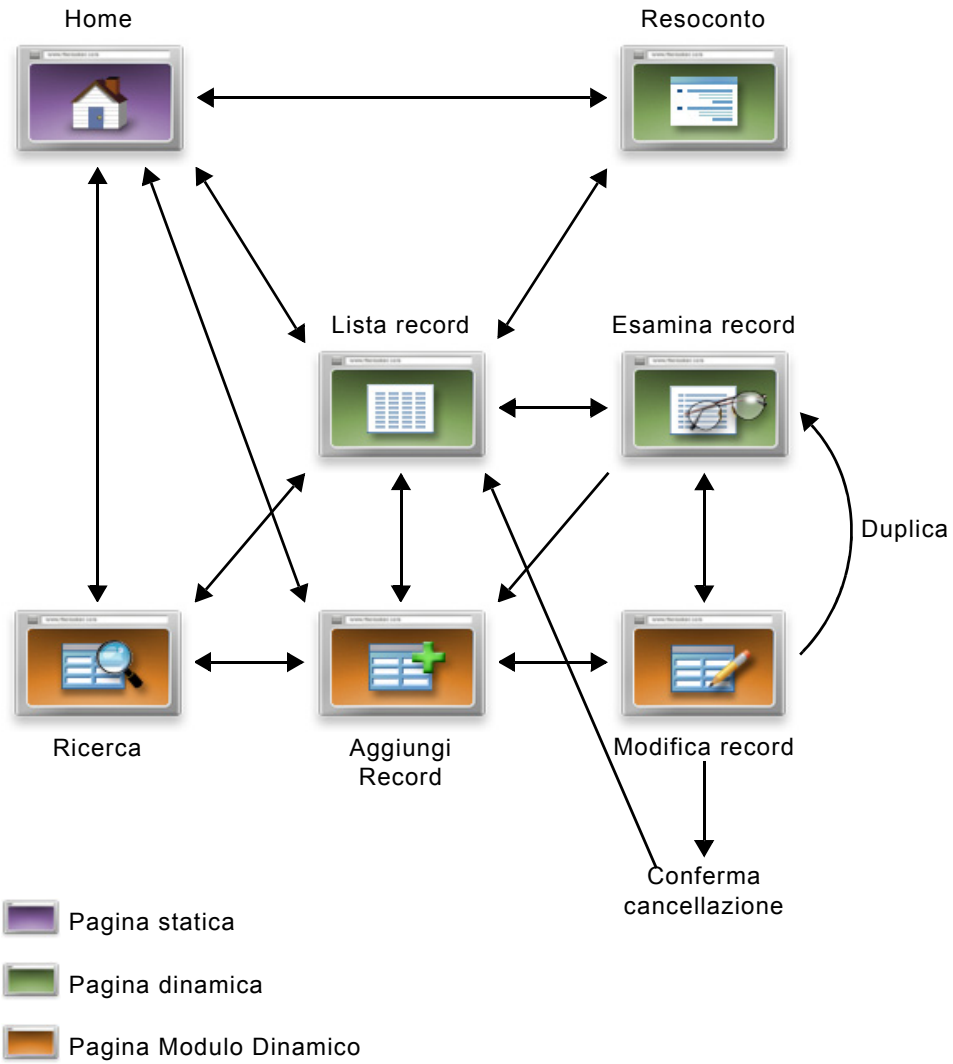 Home
Resoconto
Lista record
Esamina record
Duplica
Ricerca
Aggiungi
Record
Modifica record
Conferma
cancellazione
Pagina statica
Pagina dinamica
Pagina Modulo Dinamico